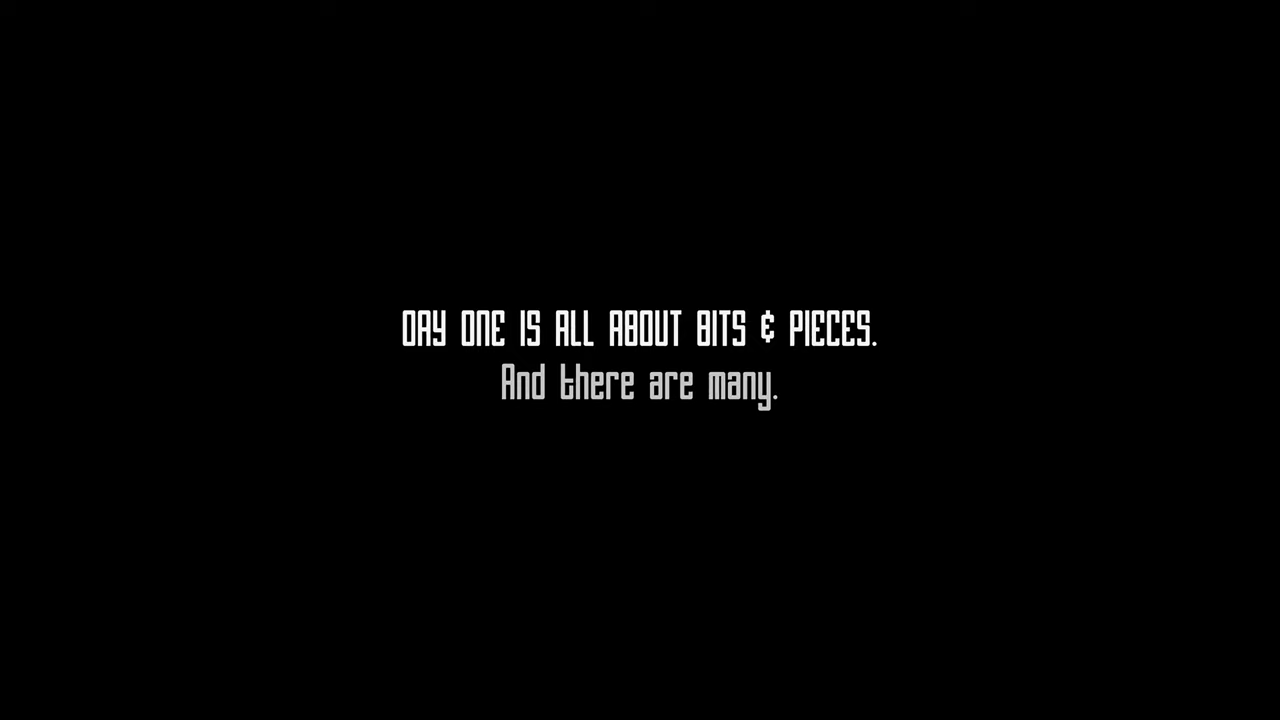 DAY ONE IS ALL ABOUT BITS & PIECES.
And there are many.